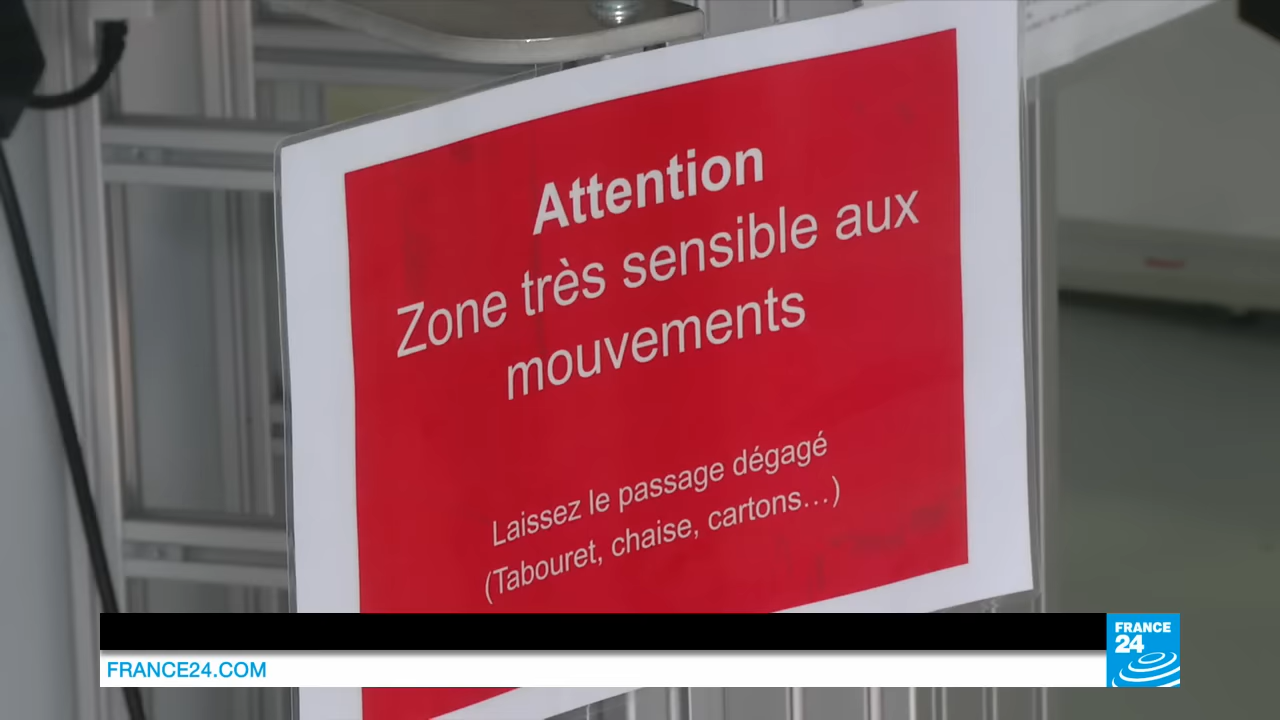 Attention
Zone très sensible aux
mouvements
Laissez le passage dégagé
(Tabouret, chaise, cartons...)
FRANCE
24
FRANCE24.COM